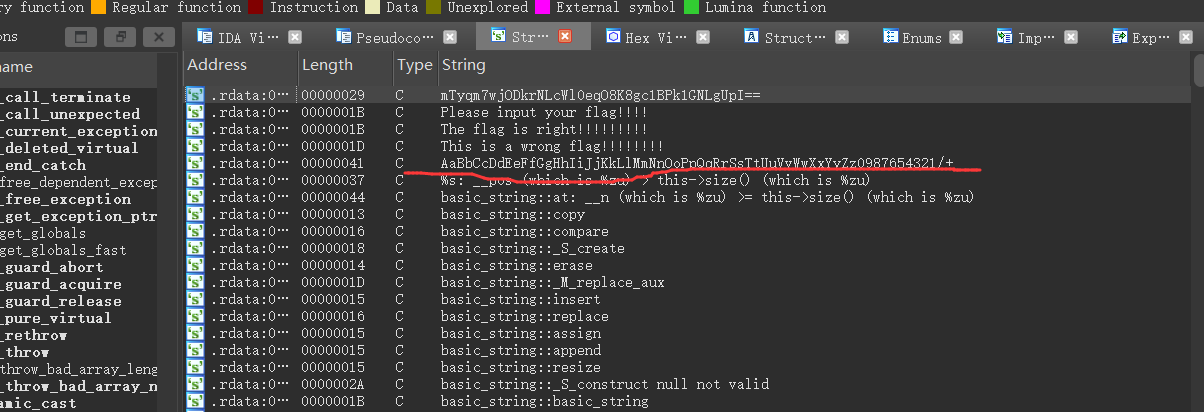 ry function Regular function Instruction Data Unexplored External symbol Lumina function
ons IDA Vi… Pseudoco… Str… Hex Vi… Struct… Enums Imp… Exp…
ame Address Length Type String
.rdata:0… 00000029 C mTyqm7wjODkrNLcWl0eqO8K8gc1BPk1GNLgUpI==
_call_terminate .rdata:0… 0000001B C Please input your flag!!!!
_call_unexpected .rdata:0… 0000001B C The flag is right!!!!!!!!!
_current_exception .rdata:0… 0000001D C This is a wrong flag!!!!!!!!
_deleted_virtual .rdata:0… 00000041 C AaBbCcDdEeFfGgHhIiJjKkLlMmNnOoPpQqRrSsTtUuVvWwXxYyZz0987654321/+
_end_catch .rdata:0… 00000037 C %s: __pos (which is %zu) > this->size() (which is %zu)
free_dependent_excep .rdata:0… 00000044 C basic_string::at: __n (which is %zu) >= this->size() (which is %zu)
_free_exception .rdata:0… 00000013 C basic_string::copy
get_exception_ptr .rdata:0… 00000016 C basic_string::compare
get_globals .rdata:0… 00000018 C basic_string::_S_create
get_globals_fast .rdata:0… 00000014 C basic_string::erase
_guard_abort .rdata:0… 0000001D C basic_string::_M_replace_aux
_guard_acquire .rdata:0… 00000015 C basic_string::insert
_guard_release .rdata:0… 00000016 C basic_string::replace
_pure_virtual .rdata:0… 00000015 C basic_string::assign
_rethrow .rdata:0… 00000015 C basic_string::append
_throw .rdata:0… 00000015 C basic_string::resize
throw_bad_array_leng .rdata:0… 0000002A C basic_string::_S_construct null not valid
_throw_bad_array_n .rdata:0… 0000001B C basic_string::basic_string
amic_cast